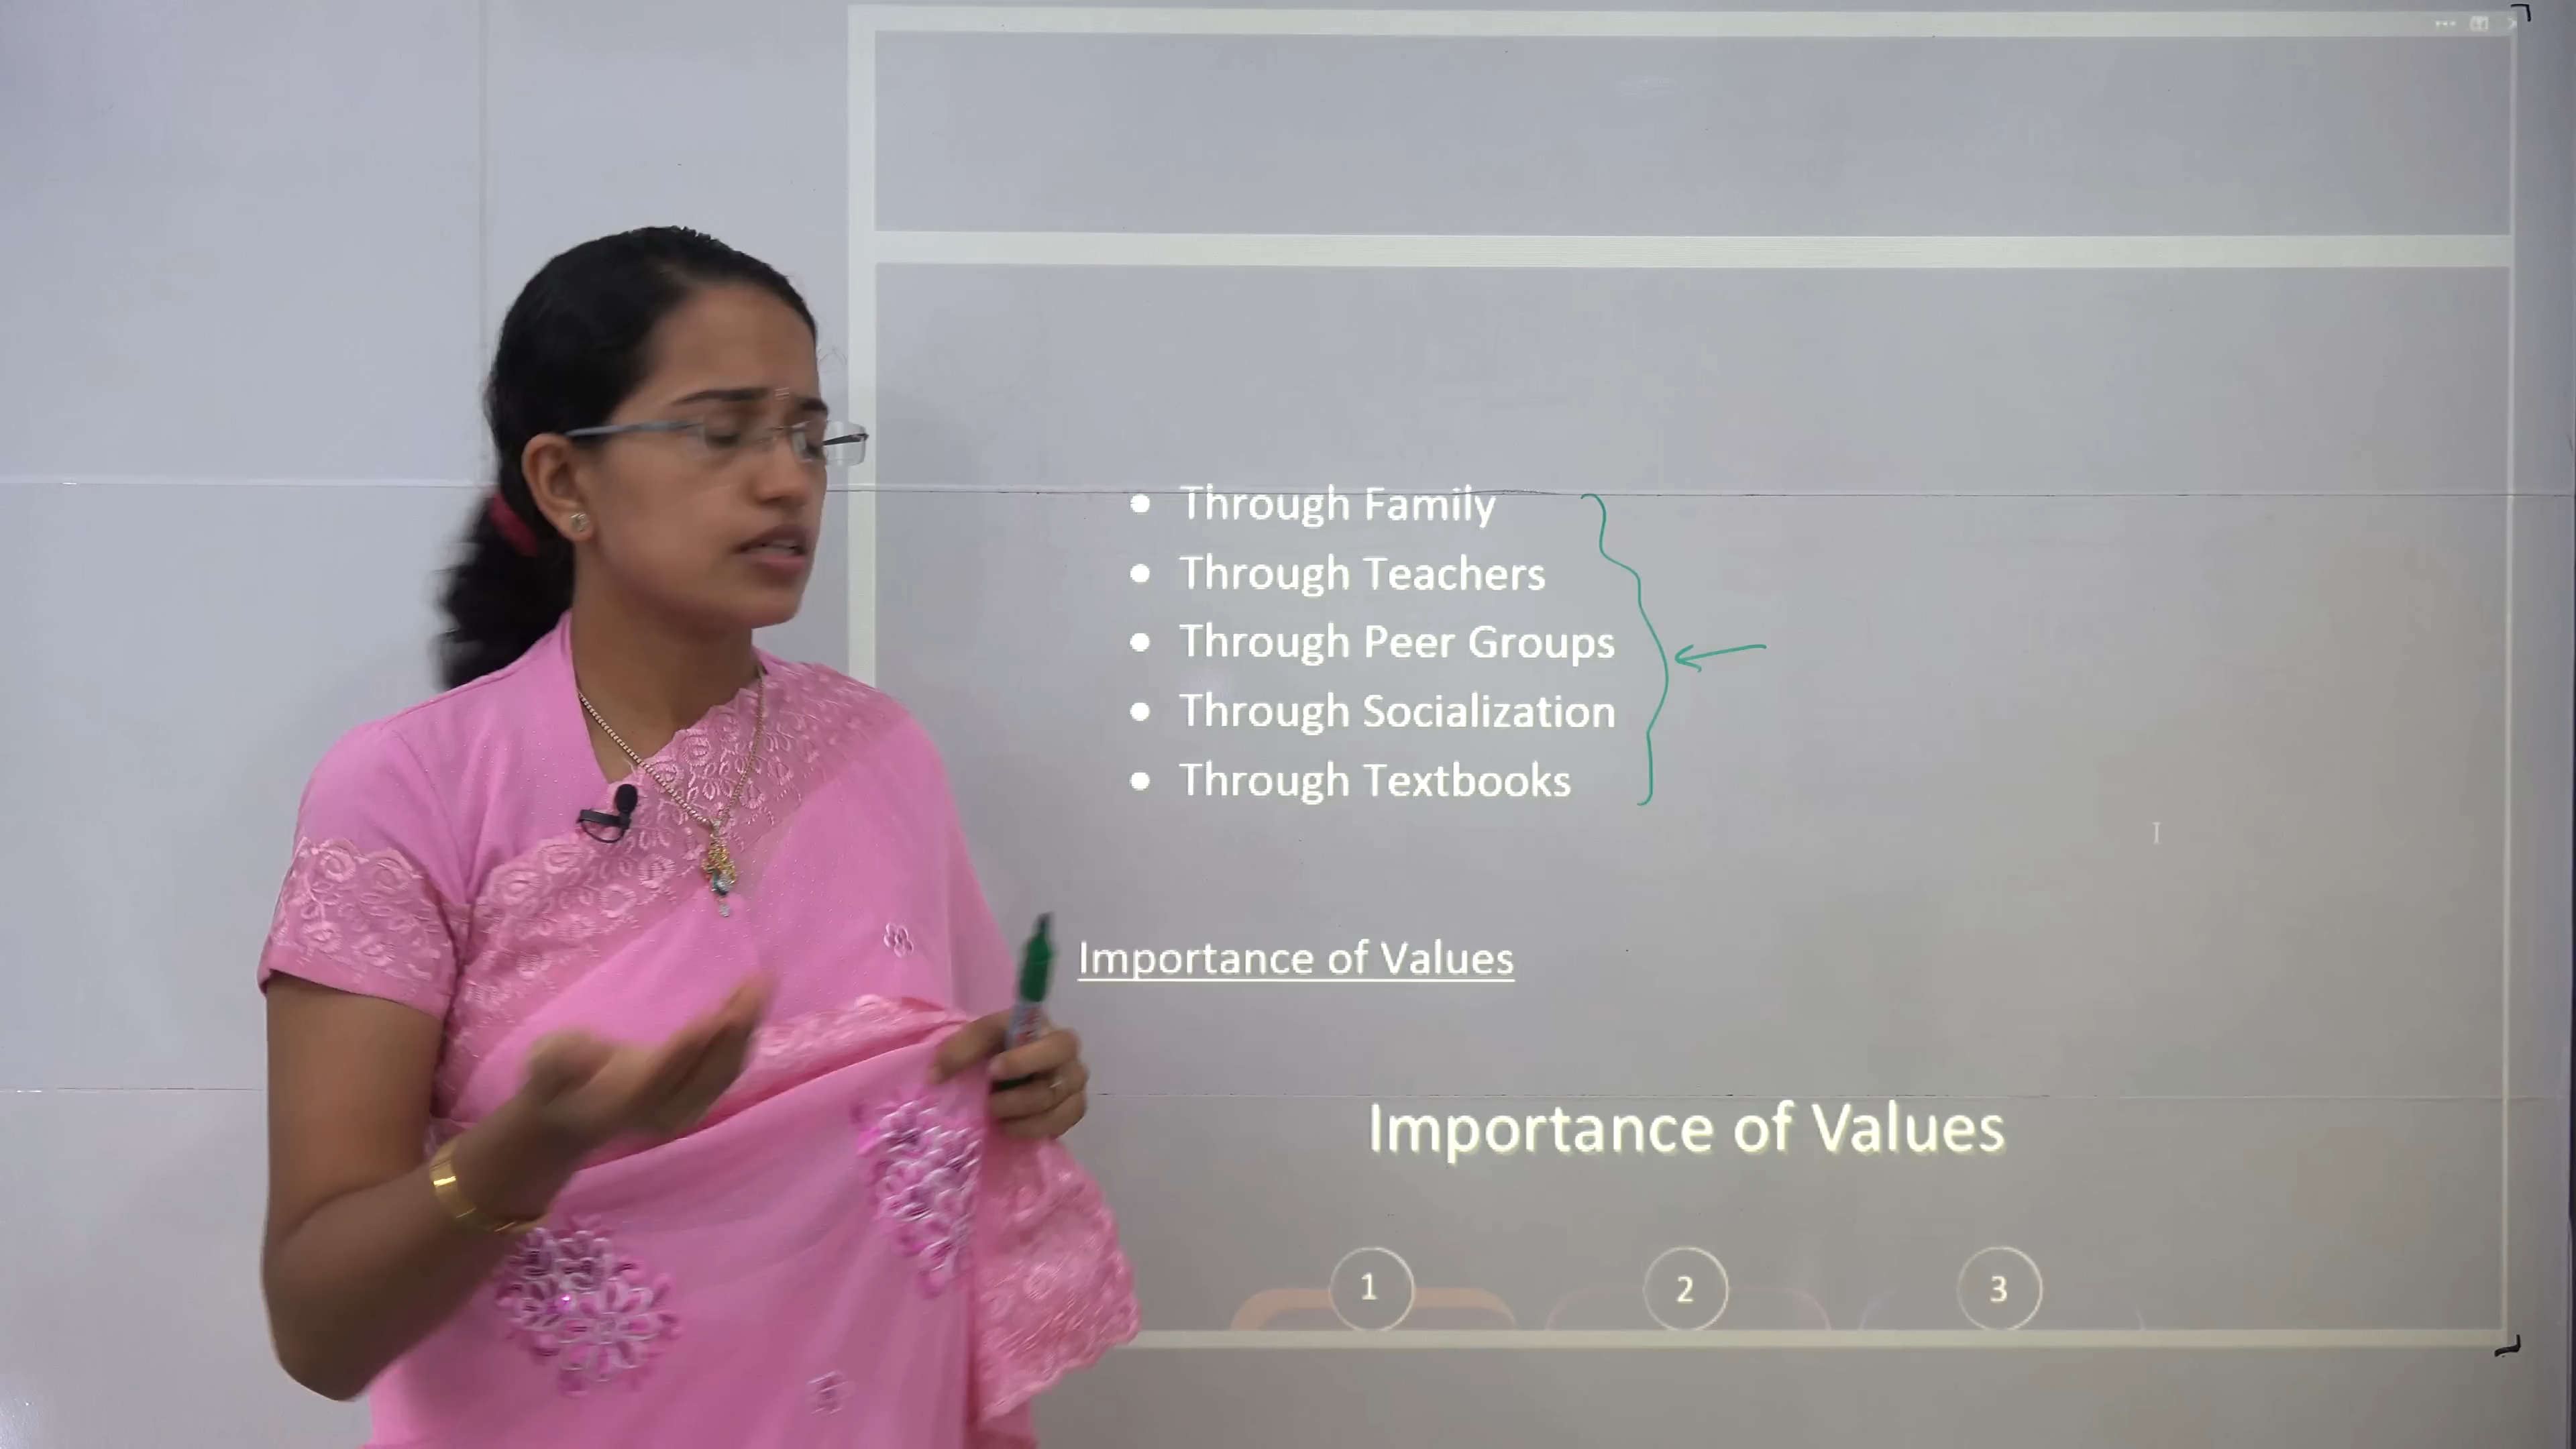 • Through Family
• Through Teachers
• Through Peer Groups
• Through Socialization
• Through Textbooks
Importance of Values
Importance of Values
1 2 3